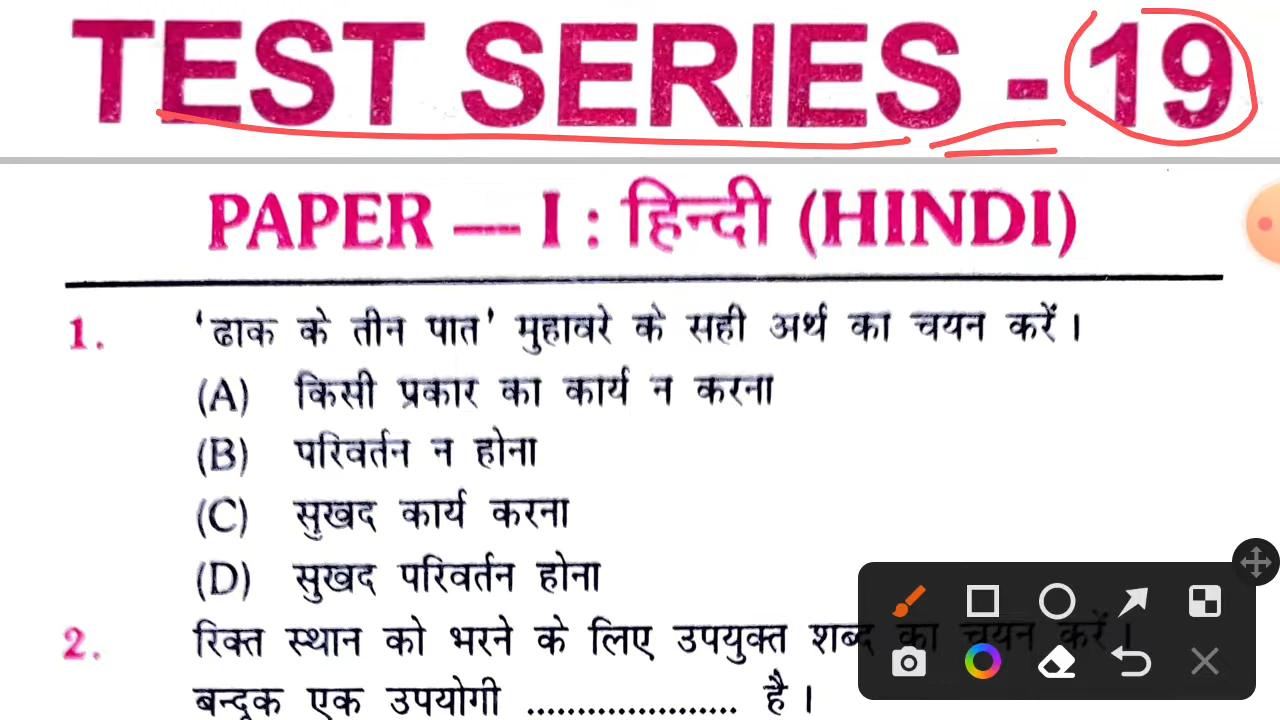 TEST SERIES - 19
PAPER — I : हिन्दी (HINDI)
1. 'ढाक के तीन पात' मुहावरे के सही अर्थ का चयन करें ।
(A) किसी प्रकार का कार्य न करना
(B) परिवर्तन न होना
(C) सुखद कार्य करना
(D) सुखद परिवर्तन होना
2. रिक्त स्थान को भरने के लिए उपयुक्त शब्द का चयन करें ।
बन्दूक एक उपयोगी ..................... है ।